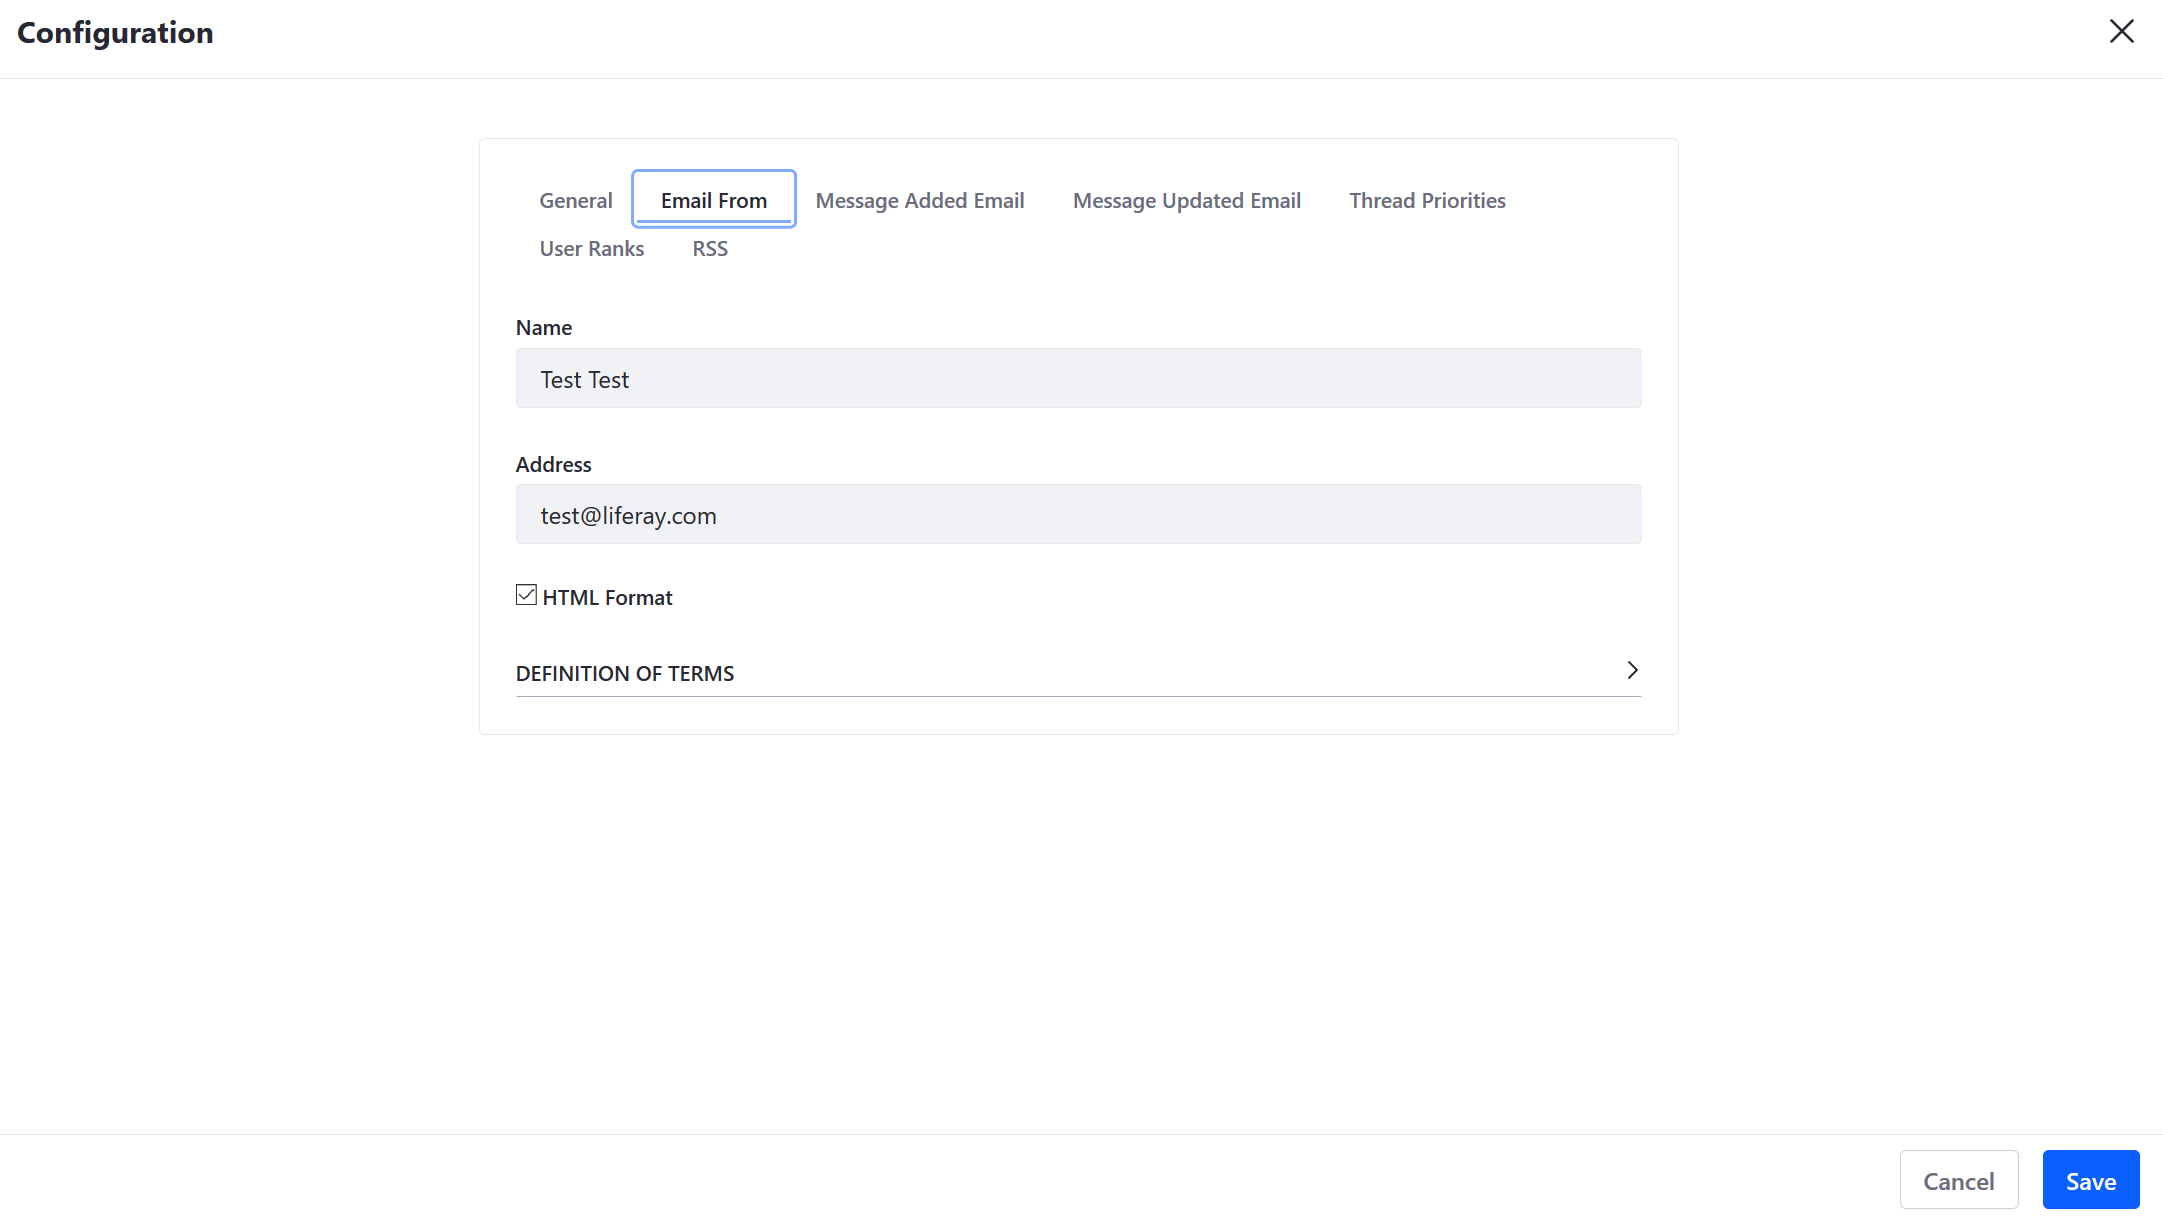 Configuration
General Email From Message Added Email Message Updated Email Thread Priorities
User Ranks RSS
Name
Test Test
Address
test@liferay.com
HTML Format
DEFINITION OF TERMS
Cancel Save